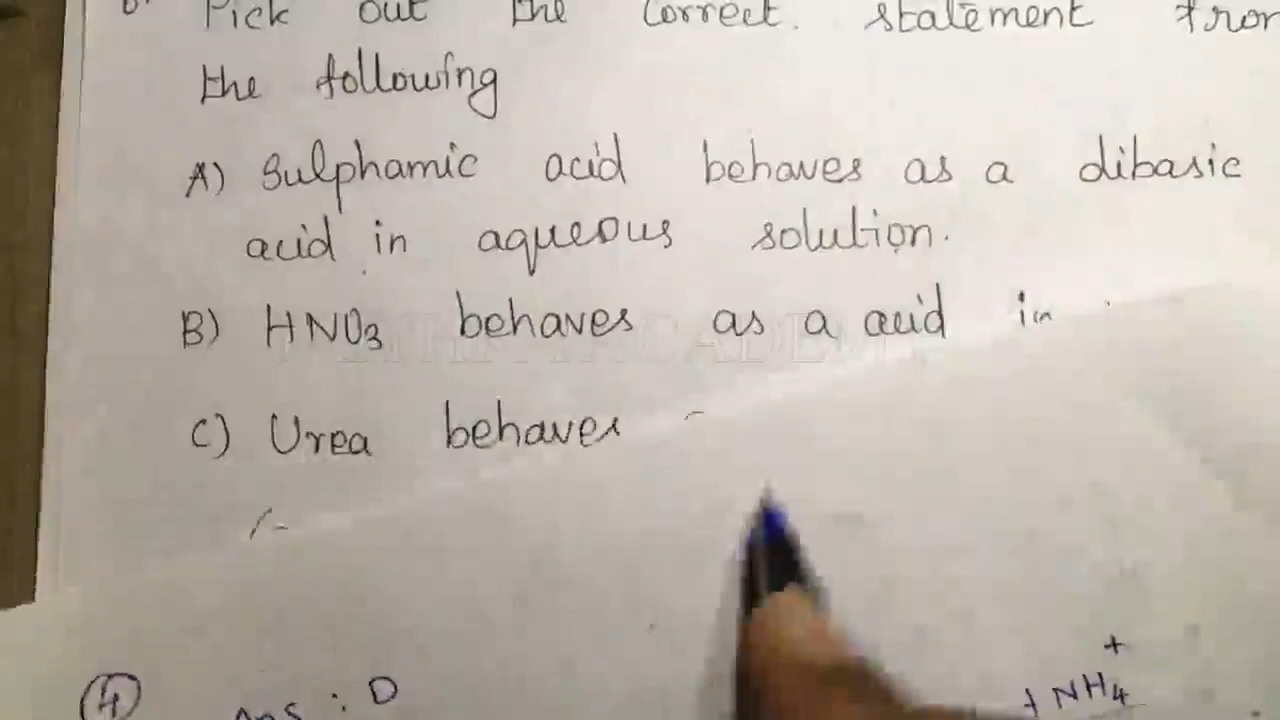 Pick out the correct. statement from
the following
A) Sulphamic acid behaves as a dibasic
acid in aqueous solution.
B) HNO3 behaves as a acid in
C) Urea behaves
4 Ans : D + NH4+